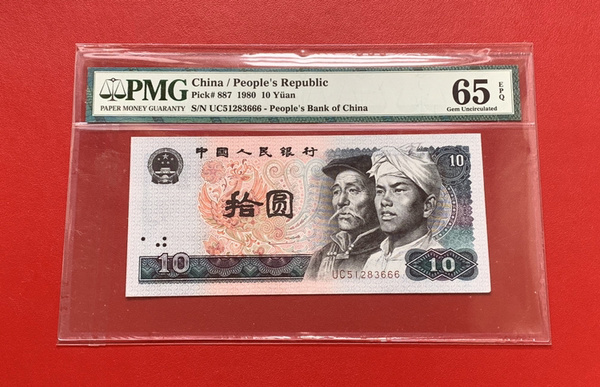 PMG
PAPER MONEY GUARANTY
China / People's Republic
Pick# 887 1980 10 Yüan
S/N UC51283666 - People's Bank of China
65
EPQ
Gem Uncirculated
中国人民银行
10
拾圆
UC51283666
10
10